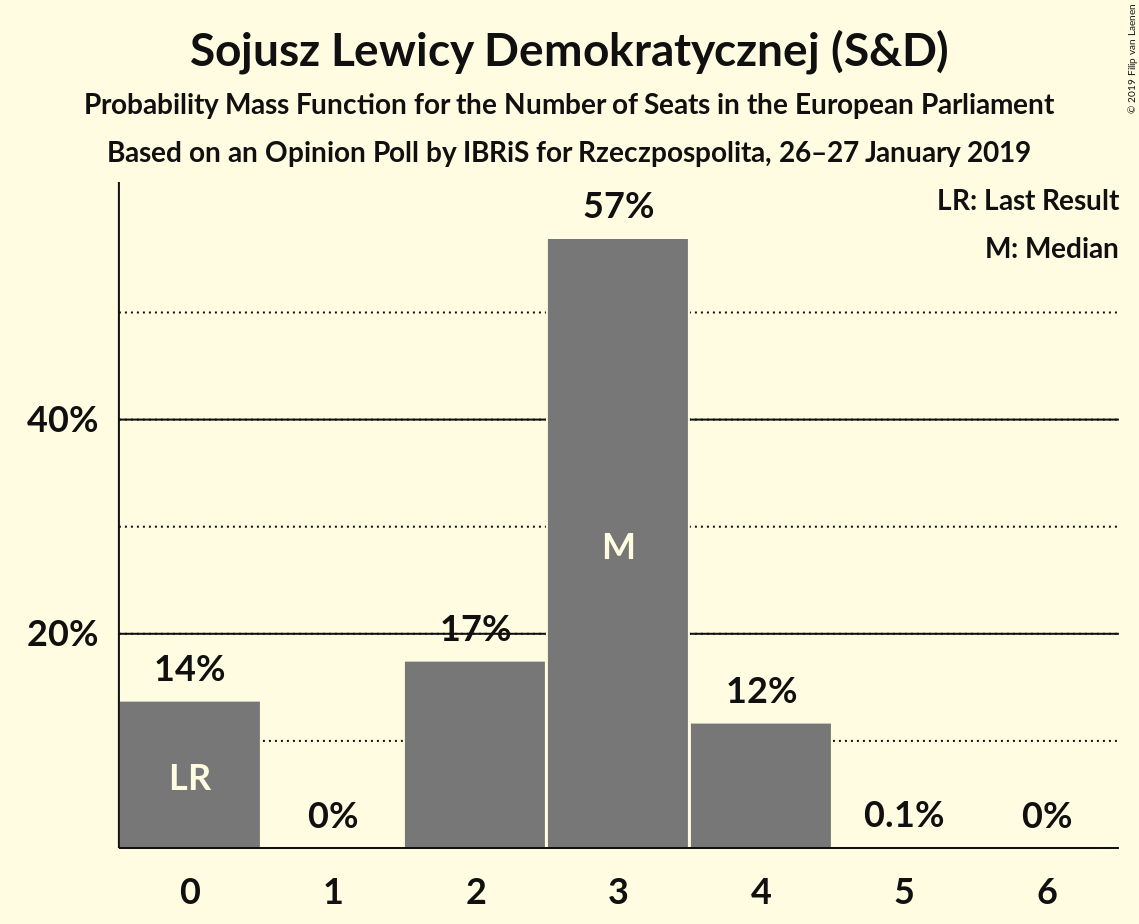 Sojusz Lewicy Demokratycznej (S&D)
Probability Mass Function for the Number of Seats in the European Parliament
Based on an Opinion Poll by IBRiS for Rzeczpospolita, 26–27 January 2019
© 2019 Filip van Laenen
LR: Last Result
M: Median
57%
40%
M
20%
17%
14%
12%
LR
0%
0.1%
0%
0 1 2 3 4 5 6